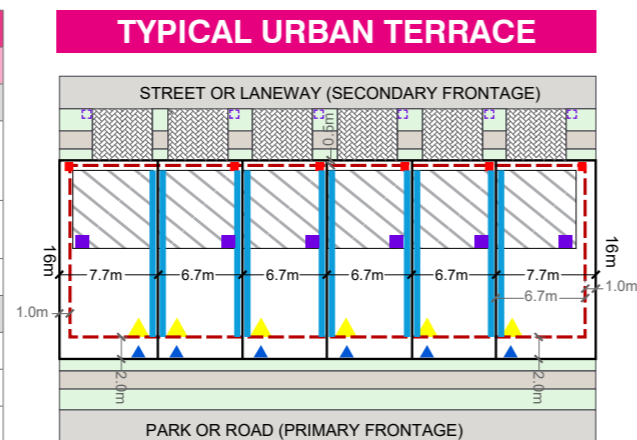 TYPICAL URBAN TERRACE
STREET OR LANEWAY (SECONDARY FRONTAGE)
0.5m
16m
16m
7.7m
6.7m
6.7m
6.7m
6.7m
7.7m
1.0m
6.7m
1.0m
2.0m
2.0m
PARK OR ROAD (PRIMARY FRONTAGE)